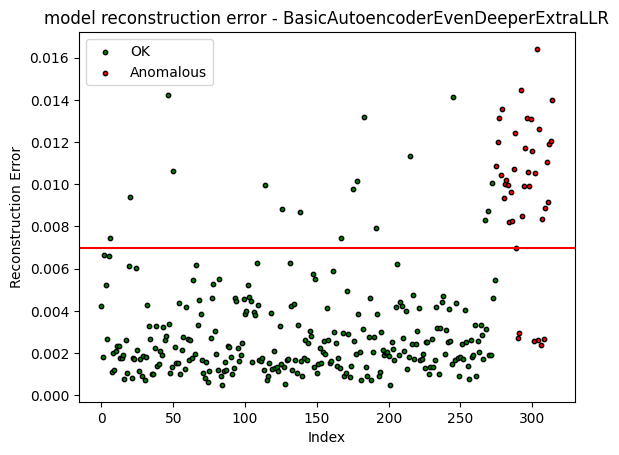 model reconstruction error - BasicAutoencoderEvenDeeperExtraLLR
OK
Anomalous
0.016
0.014
0.012
0.010
0.008
0.006
0.004
0.002
0.000
Reconstruction Error
0 50 100 150 200 250 300
Index